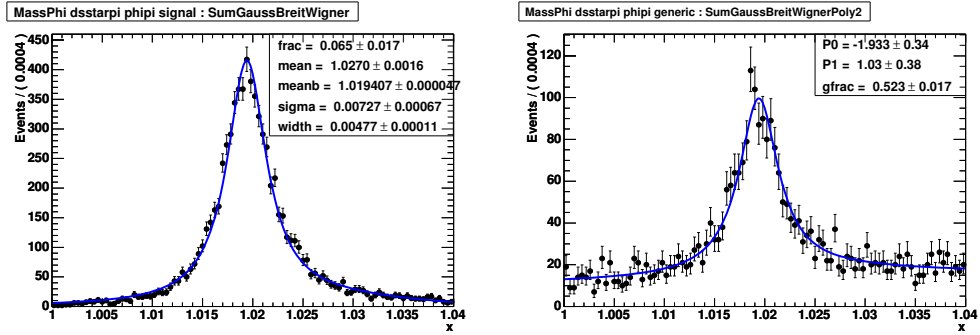 MassPhi dsstarpi phipi signal : SumGaussBreitWigner
Events / ( 0.0004 )
450
400
350
300
250
200
150
100
50
0
frac = 0.065 ± 0.017
mean = 1.0270 ± 0.0016
meanb = 1.019407 ± 0.000047
sigma = 0.00727 ± 0.00067
width = 0.00477 ± 0.00011
1 1.005 1.01 1.015 1.02 1.025 1.03 1.035 1.04
x
MassPhi dsstarpi phipi generic : SumGaussBreitWignerPoly2
Events / ( 0.0004 )
120
100
80
60
40
20
0
P0 = -1.933 ± 0.34
P1 = 1.03 ± 0.38
gfrac = 0.523 ± 0.017
1 1.005 1.01 1.015 1.02 1.025 1.03 1.035 1.04
x